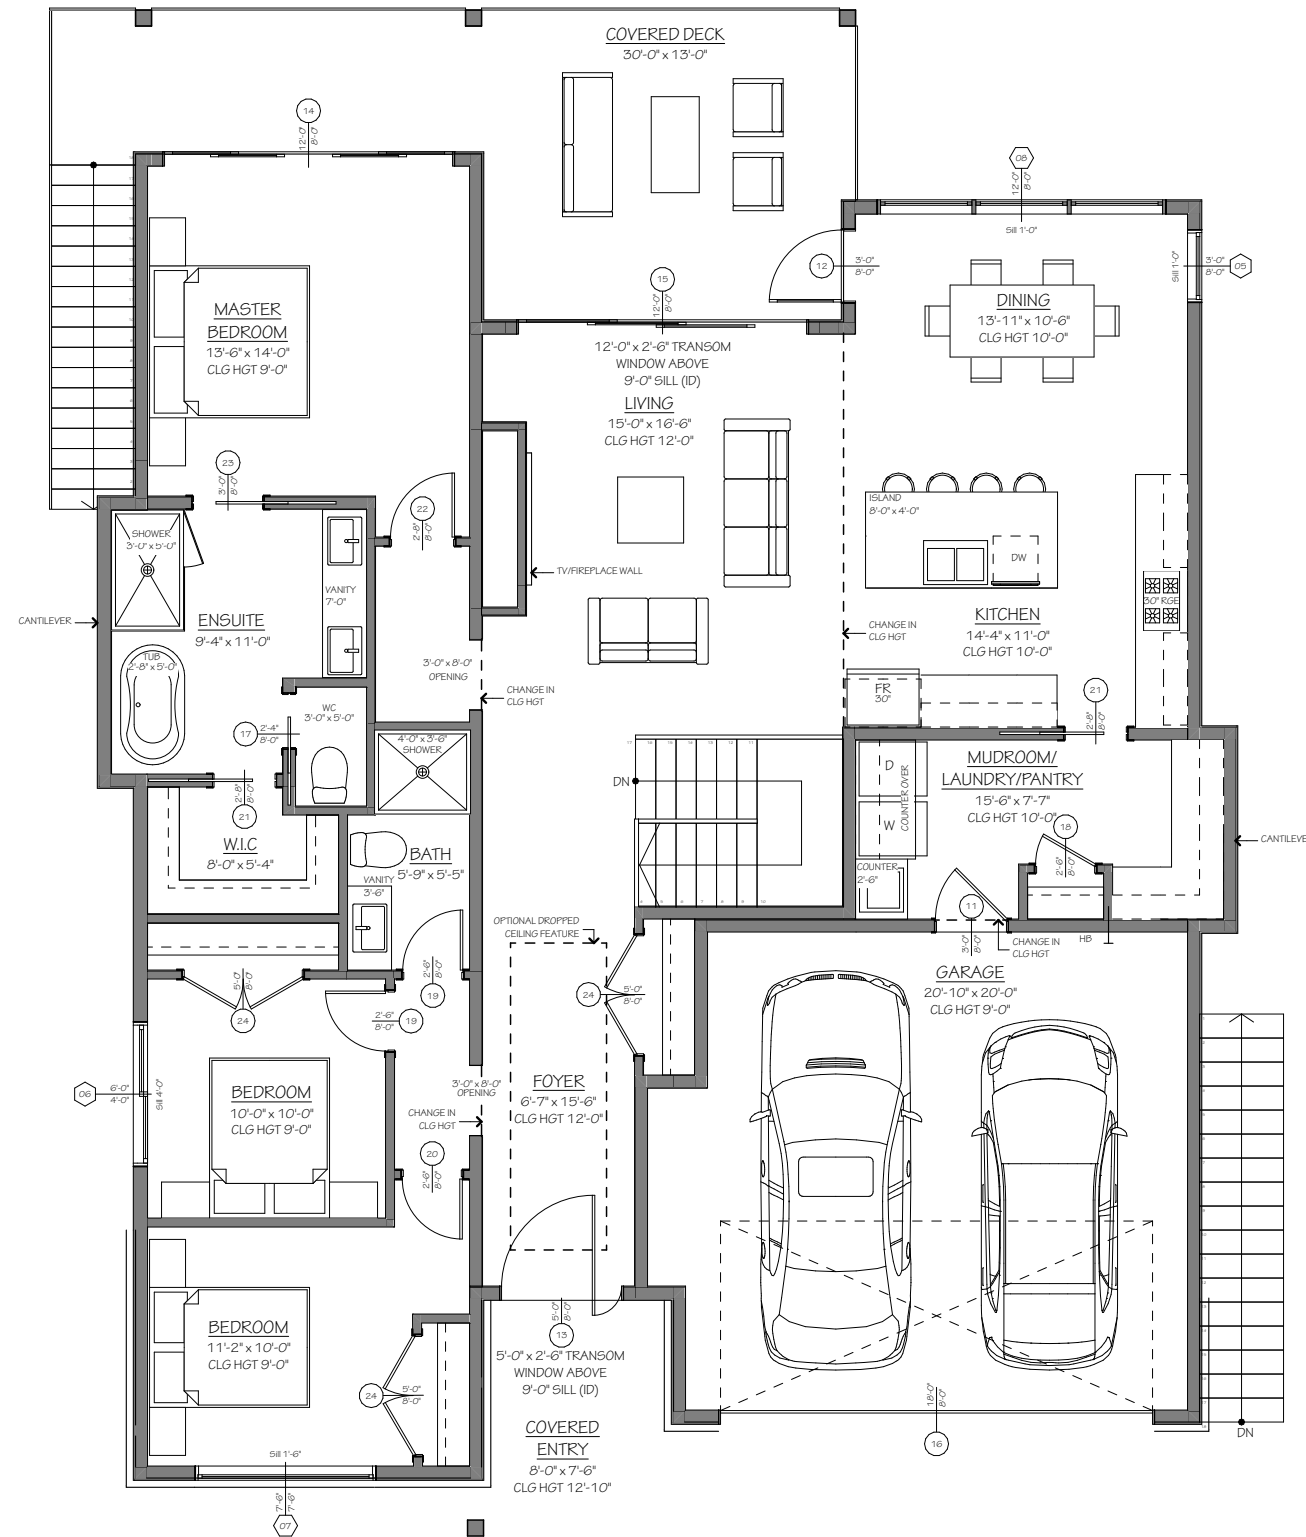 COVERED DECK
30'-0" x 13'-0"
14
12'-0"
8'-0"
08
12'-0"
8'-0"
Sill 1'-0"
12
3'-0"
8'-0"
Sill 1'-0"
3'-0"
8'-0"
05
15
12'-0"
8'-0"
MASTER
BEDROOM
13'-6" x 14'-0"
CLG HGT 9'-0"
DINING
13'-11" x 10'-6"
CLG HGT 10'-0"
12'-0" x 2'-6" TRANSOM
WINDOW ABOVE
9'-0" SILL (ID)
LIVING
15'-0" x 16'-6"
CLG HGT 12'-0"
23
3'-0"
8'-0"
22
2'-8"
8'-0"
ISLAND
8'-0" x 4'-0"
DW
SHOWER
3'-0" x 5'-0"
TV/FIREPLACE WALL
VANITY
7'-0"
30" RGE
CANTILEVER
ENSUITE
9'-4" x 11'-0"
KITCHEN
14'-4" x 11'-0"
CLG HGT 10'-0"
CHANGE IN
CLG HGT
TUB
2'-8" x 5'-0"
3'-0" x 8'-0"
OPENING
CHANGE IN
CLG HGT
FR
30"
21
2'-8"
8'-0"
WC
3'-0" x 5'-0"
17
2'-4"
8'-0"
4'-0" x 3'-6"
SHOWER
MUDROOM/
LAUNDRY/PANTRY
15'-6" x 7'-7"
CLG HGT 10'-0"
D
W
COUNTER OVER
DN
2'-8"
8'-0"
21
18
2'-6"
8'-0"
CANTILEVE
W.I.C
8'-0" x 5'-4"
BATH
5'-9" x 5'-5"
VANITY
3'-6"
COUNTER
2'-6"
OPTIONAL DROPPED
CEILING FEATURE
11
3'-0"
8'-0"
CHANGE IN
CLG HGT
HB
GARAGE
20'-10" x 20'-0"
CLG HGT 9'-0"
5'-0"
8'-0"
24
2'-6"
8'-0"
19
2'-6"
8'-0"
19
24
5'-0"
8'-0"
06
6'-0"
4'-0"
Sill 4'-0"
BEDROOM
10'-0" x 10'-0"
CLG HGT 9'-0"
3'-0" x 8'-0"
OPENING
CHANGE IN
CLG HGT
FOYER
6'-7" x 15'-6"
CLG HGT 12'-0"
20
2'-6"
8'-0"
BEDROOM
11'-2" x 10'-0"
CLG HGT 9'-0"
5'-0"
8'-0"
13
5'-0" x 2'-6" TRANSOM
WINDOW ABOVE
9'-0" SILL (ID)
24
5'-0"
8'-0"
18'-0"
8'-0"
16
DN
COVERED
ENTRY
8'-0" x 7'-6"
CLG HGT 12'-10"
Sill 1'-6"
7'-6"
7'-6"
07